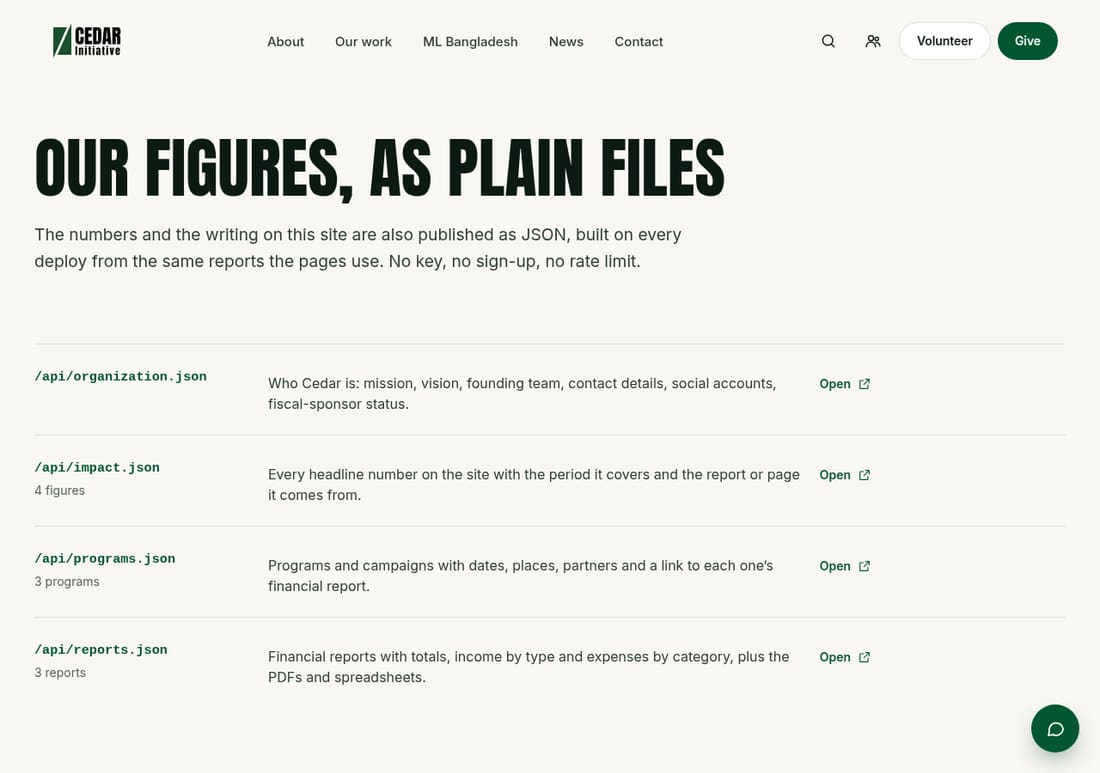 CEDAR
Initiative
About
Our work
ML Bangladesh
News
Contact
Volunteer
Give
OUR FIGURES, AS PLAIN FILES
The numbers and the writing on this site are also published as JSON, built on every
deploy from the same reports the pages use. No key, no sign-up, no rate limit.
/api/organization.json
Who Cedar is: mission, vision, founding team, contact details, social accounts,
fiscal-sponsor status.
Open
/api/impact.json
4 figures
Every headline number on the site with the period it covers and the report or page
it comes from.
Open
/api/programs.json
3 programs
Programs and campaigns with dates, places, partners and a link to each one’s
financial report.
Open
/api/reports.json
3 reports
Financial reports with totals, income by type and expenses by category, plus the
PDFs and spreadsheets.
Open